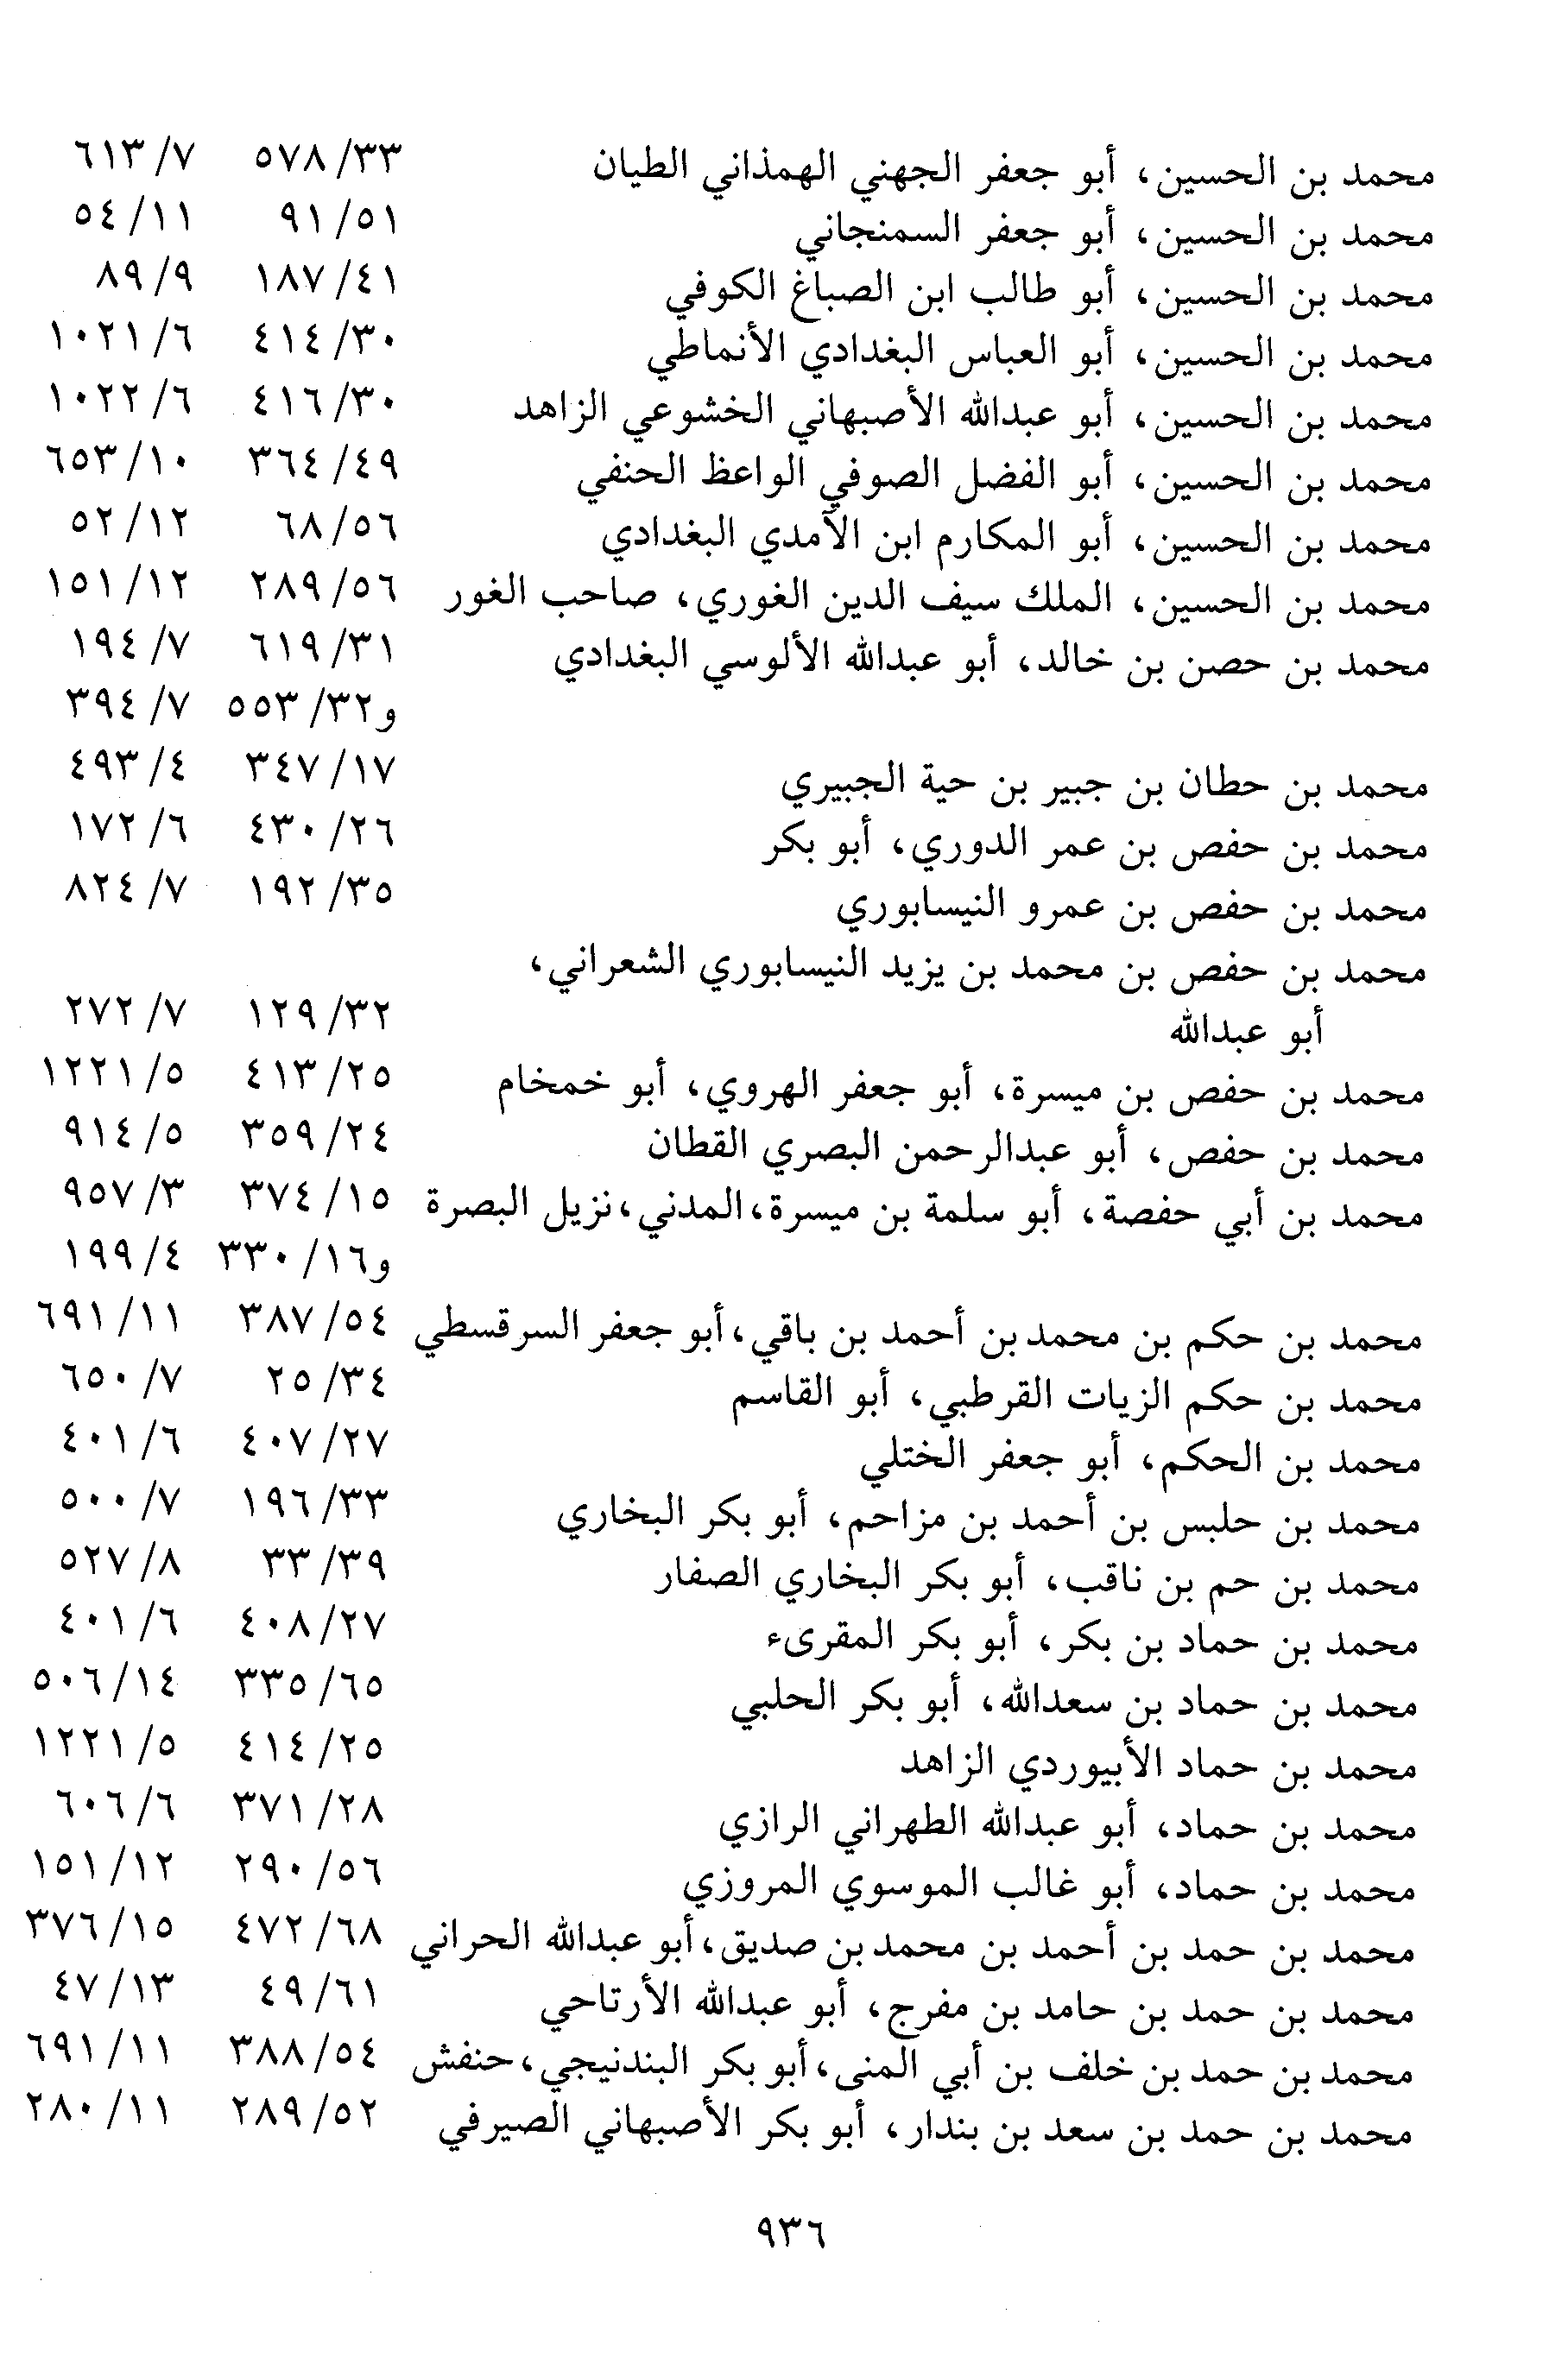 محمد بن الحسين، أبو جعفر الجهني الهمذاني الطيان ٣٣/ ٥٧٨ ٧/ ٦١٣
محمد بن الحسين، أبو جعفر السمنجاني ٥١/ ٩١ ١١/ ٥٤
محمد بن الحسين، أبو طالب ابن الصباغ الكوفي ٤١/ ١٨٧ ٩/ ٨٩
محمد بن الحسين، أبو العباس البغدادي الأنماطي ٣٠/ ٤١٤ ٦/ ١٠٢١
محمد بن الحسين، أبو عبدالله الأصبهاني الخشوعي الزاهد ٣٠/ ٤١٦ ٦/ ١٠٢٢
محمد بن الحسين، أبو الفضل الصوفي الواعظ الحنفي ٤٩/ ٣٦٤ ١٠/ ٦٥٣
محمد بن الحسين، أبو المكارم ابن الآمدي البغدادي ٥٦/ ٦٨ ١٢/ ٥٢
محمد بن الحسين، الملك سيف الدين الغوري، صاحب الغور ٥٦/ ٢٨٩ ١٢/ ١٥١
محمد بن حصن بن خالد، أبو عبدالله الألوسي البغدادي ٣١/ ٦١٩ ٧/ ١٩٤
و٣٢/ ٥٥٣ ٧/ ٣٩٤
محمد بن حطان بن جبير بن حية الجبيري ١٧/ ٣٤٧ ٤/ ٤٩٣
محمد بن حفص بن عمر الدوري، أبو بكر ٢٦/ ٤٣٠ ٦/ ١٧٢
محمد بن حفص بن عمرو النيسابوري ٣٥/ ١٩٢ ٧/ ٨٢٤
محمد بن حفص بن محمد بن يزيد النيسابوري الشعراني،
أبو عبدالله ٣٢/ ١٢٩ ٧/ ٢٧٢
محمد بن حفص بن ميسرة، أبو جعفر الهروي، أبو خمخام ٢٥/ ٤١٣ ٥/ ١٢٢١
محمد بن حفص، أبو عبدالرحمن البصري القطان ٢٤/ ٣٥٩ ٥/ ٩١٤
محمد بن أبي حفصة، أبو سلمة بن ميسرة،المدني،نزيل البصرة ١٥/ ٣٧٤ ٣/ ٩٥٧
و١٦/ ٣٣٠ ٤/ ١٩٩
محمد بن حكم بن محمد بن أحمد بن باقي،أبو جعفر السرقسطي ٥٤/ ٣٨٧ ١١/ ٦٩١
محمد بن حكم الزيات القرطبي، أبو القاسم ٣٤/ ٢٥ ٧/ ٦٥٠
محمد بن الحكم، أبو جعفر الختلي ٢٧/ ٤٠٧ ٦/ ٤٠١
محمد بن حلبس بن أحمد بن مزاحم، أبو بكر البخاري ٣٣/ ١٩٦ ٧/ ٥٠٠
محمد بن حم بن ناقب، أبو بكر البخاري الصفار ٣٩/ ٣٣ ٨/ ٥٢٧
محمد بن حماد بن بكر، أبو بكر المقرىء ٢٧/ ٤٠٨ ٦/ ٤٠١
محمد بن حماد بن سعدالله، أبو بكر الحلبي ٦٥/ ٣٣٥ ١٤/ ٥٠٦
محمد بن حماد الأبيوردي الزاهد ٢٥/ ٤١٤ ٥/ ١٢٢١
محمد بن حماد، أبو عبدالله الطهراني الرازي ٢٨/ ٣٧١ ٦/ ٦٠٦
محمد بن حماد، أبو غالب الموسوي المروزي ٥٦/ ٢٩٠ ١٢/ ١٥١
محمد بن حمد بن أحمد بن محمد بن صديق،أبو عبدالله الحراني ٦٨/ ٤٧٢ ١٥/ ٣٧٦
محمد بن حمد بن حامد بن مفرج، أبو عبدالله الأرتاحي ٦١/ ٤٩ ١٣/ ٤٧
محمد بن حمد بن خلف بن أبي المنى،أبو بكر البندنيجي،حنفش ٥٤/ ٣٨٨ ١١/ ٦٩١
محمد بن حمد بن سعد بن بندار، أبو بكر الأصبهاني الصيرفي ٥٢/ ٢٨٩ ١١/ ٢٨٠
٩٣٦